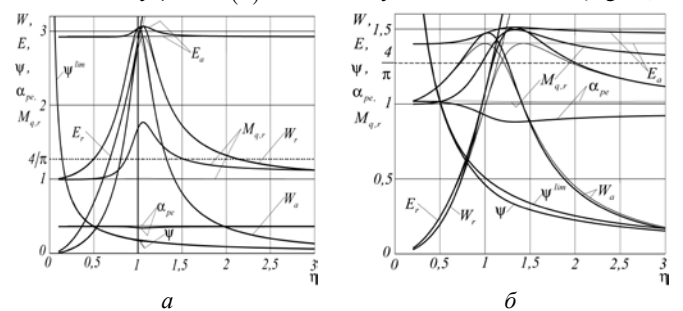 W,
E,
ψ,
α_pe,
M_q,r
3
2
4/π
1
0
ψ^lim
E_r
E_a
M_q,r
W_r
α_pe
W_a
ψ
0,5
1
1,5
2
2,5
3
η
а
W,
E,
ψ,
α_pe,
M_q,r
1,5
4
π
1
0,5
0
E_a
M_q,r
α_pe
E_r
W_r
ψ
ψ^lim
W_a
0,5
1
1,5
2
2,5
3
η
б